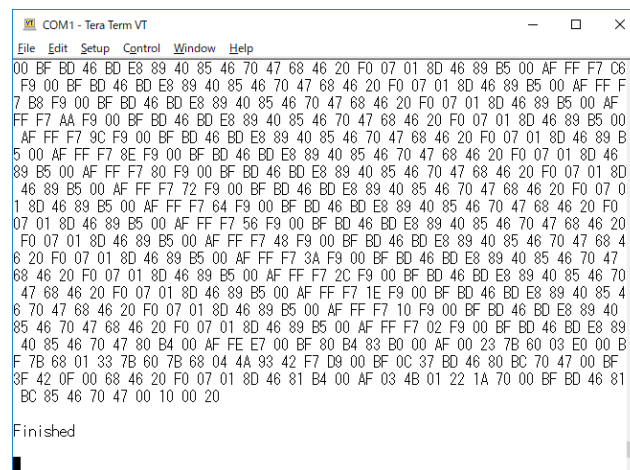 COM1 - Tera Term VT
File Edit Setup Control Window Help
00 BF BD 46 BD E8 89 40 85 46 70 47 68 46 20 F0 07 01 8D 46 89 B5 00 AF FF F7 C6
F9 00 BF BD 46 BD E8 89 40 85 46 70 47 68 46 20 F0 07 01 8D 46 89 B5 00 AF FF F
7 B8 F9 00 BF BD 46 BD E8 89 40 85 46 70 47 68 46 20 F0 07 01 8D 46 89 B5 00 AF
FF F7 AA F9 00 BF BD 46 BD E8 89 40 85 46 70 47 68 46 20 F0 07 01 8D 46 89 B5 00
AF FF F7 9C F9 00 BF BD 46 BD E8 89 40 85 46 70 47 68 46 20 F0 07 01 8D 46 89 B
5 00 AF FF F7 8E F9 00 BF BD 46 BD E8 89 40 85 46 70 47 68 46 20 F0 07 01 8D 46
89 B5 00 AF FF F7 80 F9 00 BF BD 46 BD E8 89 40 85 46 70 47 68 46 20 F0 07 01 8D
46 89 B5 00 AF FF F7 72 F9 00 BF BD 46 BD E8 89 40 85 46 70 47 68 46 20 F0 07 0
1 8D 46 89 B5 00 AF FF F7 64 F9 00 BF BD 46 BD E8 89 40 85 46 70 47 68 46 20 F0
07 01 8D 46 89 B5 00 AF FF F7 56 F9 00 BF BD 46 BD E8 89 40 85 46 70 47 68 46 20
F0 07 01 8D 46 89 B5 00 AF FF F7 48 F9 00 BF BD 46 BD E8 89 40 85 46 70 47 68 4
6 20 F0 07 01 8D 46 89 B5 00 AF FF F7 3A F9 00 BF BD 46 BD E8 89 40 85 46 70 47
68 46 20 F0 07 01 8D 46 89 B5 00 AF FF F7 2C F9 00 BF BD 46 BD E8 89 40 85 46 70
47 68 46 20 F0 07 01 8D 46 89 B5 00 AF FF F7 1E F9 00 BF BD 46 BD E8 89 40 85 4
6 70 47 68 46 20 F0 07 01 8D 46 89 B5 00 AF FF F7 10 F9 00 BF BD 46 BD E8 89 40
85 46 70 47 68 46 20 F0 07 01 8D 46 89 B5 00 AF FF F7 02 F9 00 BF BD 46 BD E8 89
40 85 46 70 47 80 B4 00 AF FE E7 00 BF 80 B4 83 B0 00 AF 00 23 7B 60 03 E0 00 B
F 7B 68 01 33 7B 60 7B 68 04 4A 93 42 F7 D9 00 BF 0C 37 BD 46 80 BC 70 47 00 BF
3F 42 0F 00 68 46 20 F0 07 01 8D 46 81 B4 00 AF 03 4B 01 22 1A 70 00 BF BD 46 81
BC 85 46 70 47 00 10 00 20
Finished